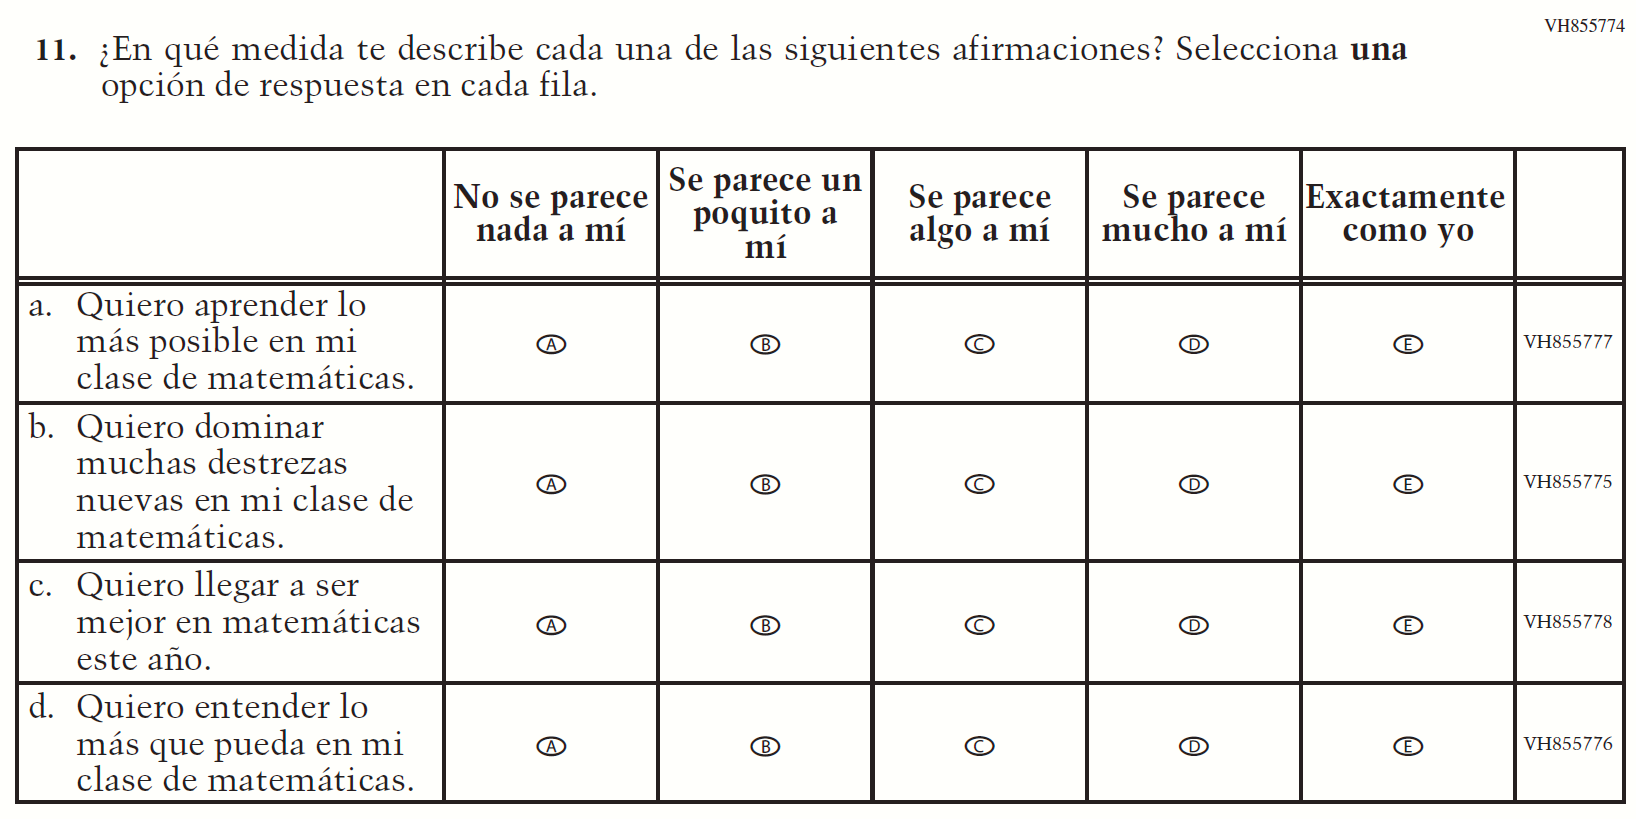 VH855774
11. ¿En qué medida te describe cada una de las siguientes afirmaciones? Selecciona una
opción de respuesta en cada fila.
No se parece
nada a mí
Se parece un
poquito a
mí
Se parece
algo a mí
Se parece
mucho a mí
Exactamente
como yo
a. Quiero aprender lo
más posible en mi
clase de matemáticas.
A B C D E VH855777
b. Quiero dominar
muchas destrezas
nuevas en mi clase de
matemáticas.
A B C D E VH855775
c. Quiero llegar a ser
mejor en matemáticas
este año.
A B C D E VH855778
d. Quiero entender lo
más que pueda en mi
clase de matemáticas.
A B C D E VH855776